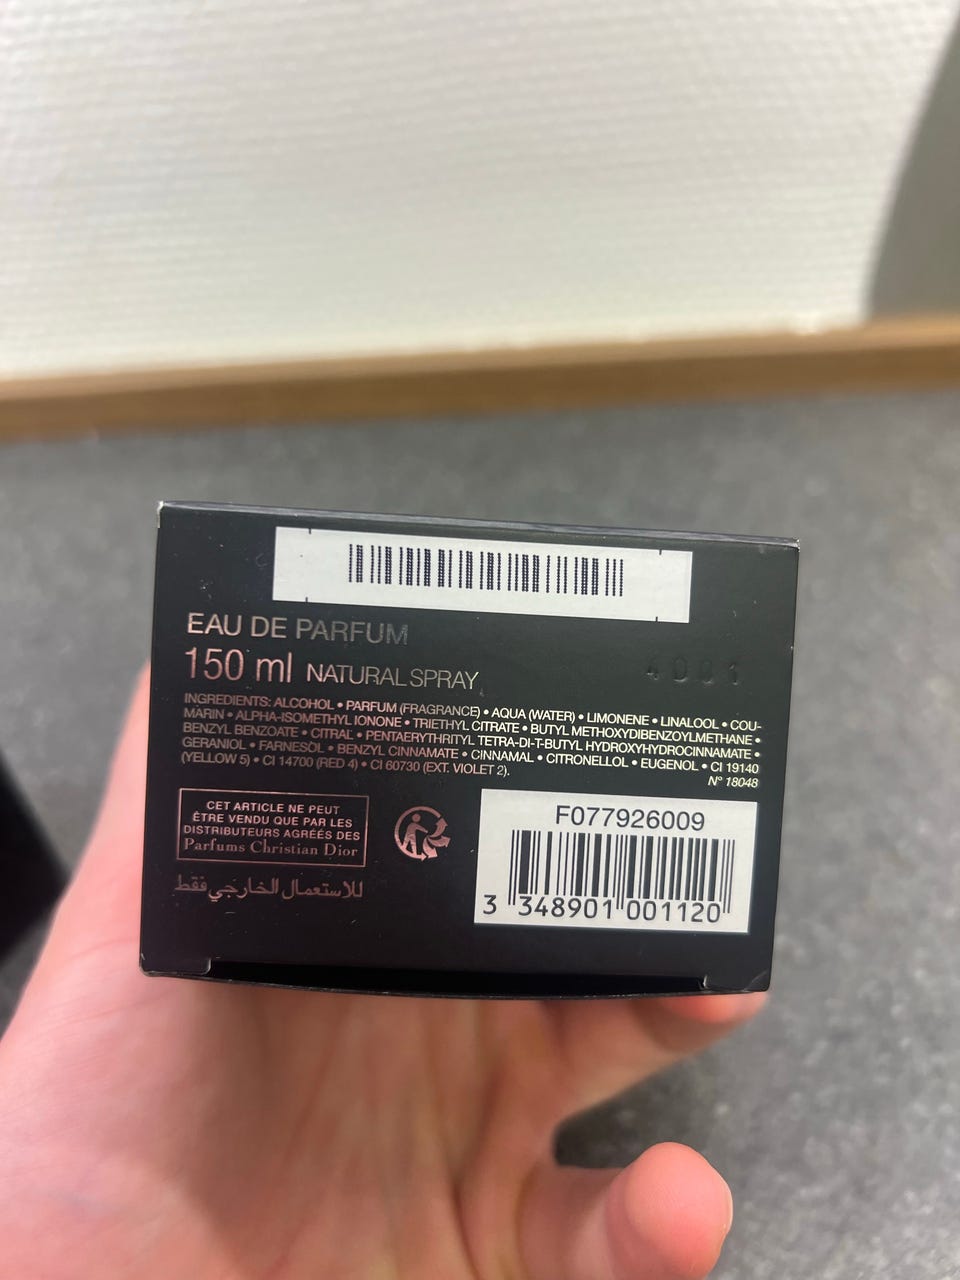 EAU DE PARFUM
150 ml NATURAL SPRAY
4001
INGREDIENTS: ALCOHOL • PARFUM (FRAGRANCE) • AQUA (WATER) • LIMONENE • LINALOOL • COU-
MARIN • ALPHA-ISOMETHYL IONONE • TRIETHYL CITRATE • BUTYL METHOXYDIBENZOYLMETHANE •
BENZYL BENZOATE • CITRAL • PENTAERYTHRITYL TETRA-DI-T-BUTYL HYDROXYHYDROCINNAMATE •
GERANIOL • FARNESOL • BENZYL CINNAMATE • CINNAMAL • CITRONELLOL • EUGENOL • CI 19140
(YELLOW 5) • CI 14700 (RED 4) • CI 60730 (EXT. VIOLET 2).
N° 18048
CET ARTICLE NE PEUT
ÊTRE VENDU QUE PAR LES
DISTRIBUTEURS AGRÉÉS DES
Parfums Christian Dior
للاستعمال الخارجي فقط
F077926009
3 348901 001120